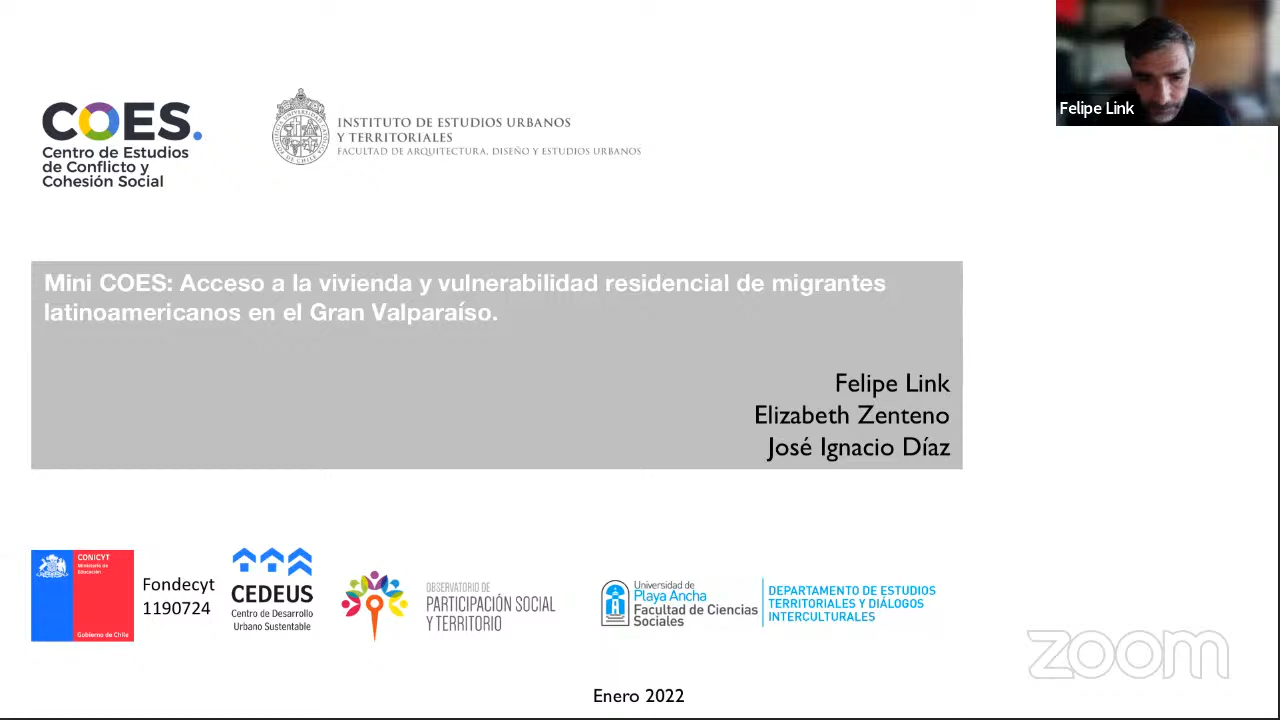 Felipe Link
COES.
Centro de Estudios
de Conflicto y
Cohesión Social
INSTITUTO DE ESTUDIOS URBANOS
Y TERRITORIALES
FACULTAD DE ARQUITECTURA, DISEÑO Y ESTUDIOS URBANOS
Mini COES: Acceso a la vivienda y vulnerabilidad residencial de migrantes
latinoamericanos en el Gran Valparaíso.
Felipe Link
Elizabeth Zenteno
José Ignacio Díaz
CONICYT
Ministerio de
Educación
Gobierno de Chile
Fondecyt
1190724
CEDEUS
Centro de Desarrollo
Urbano Sustentable
OBSERVATORIO DE
PARTICIPACIÓN SOCIAL
Y TERRITORIO
Universidad de
Playa Ancha
Facultad de Ciencias
Sociales
DEPARTAMENTO DE ESTUDIOS
TERRITORIALES Y DIÁLOGOS
INTERCULTURALES
zoom
Enero 2022